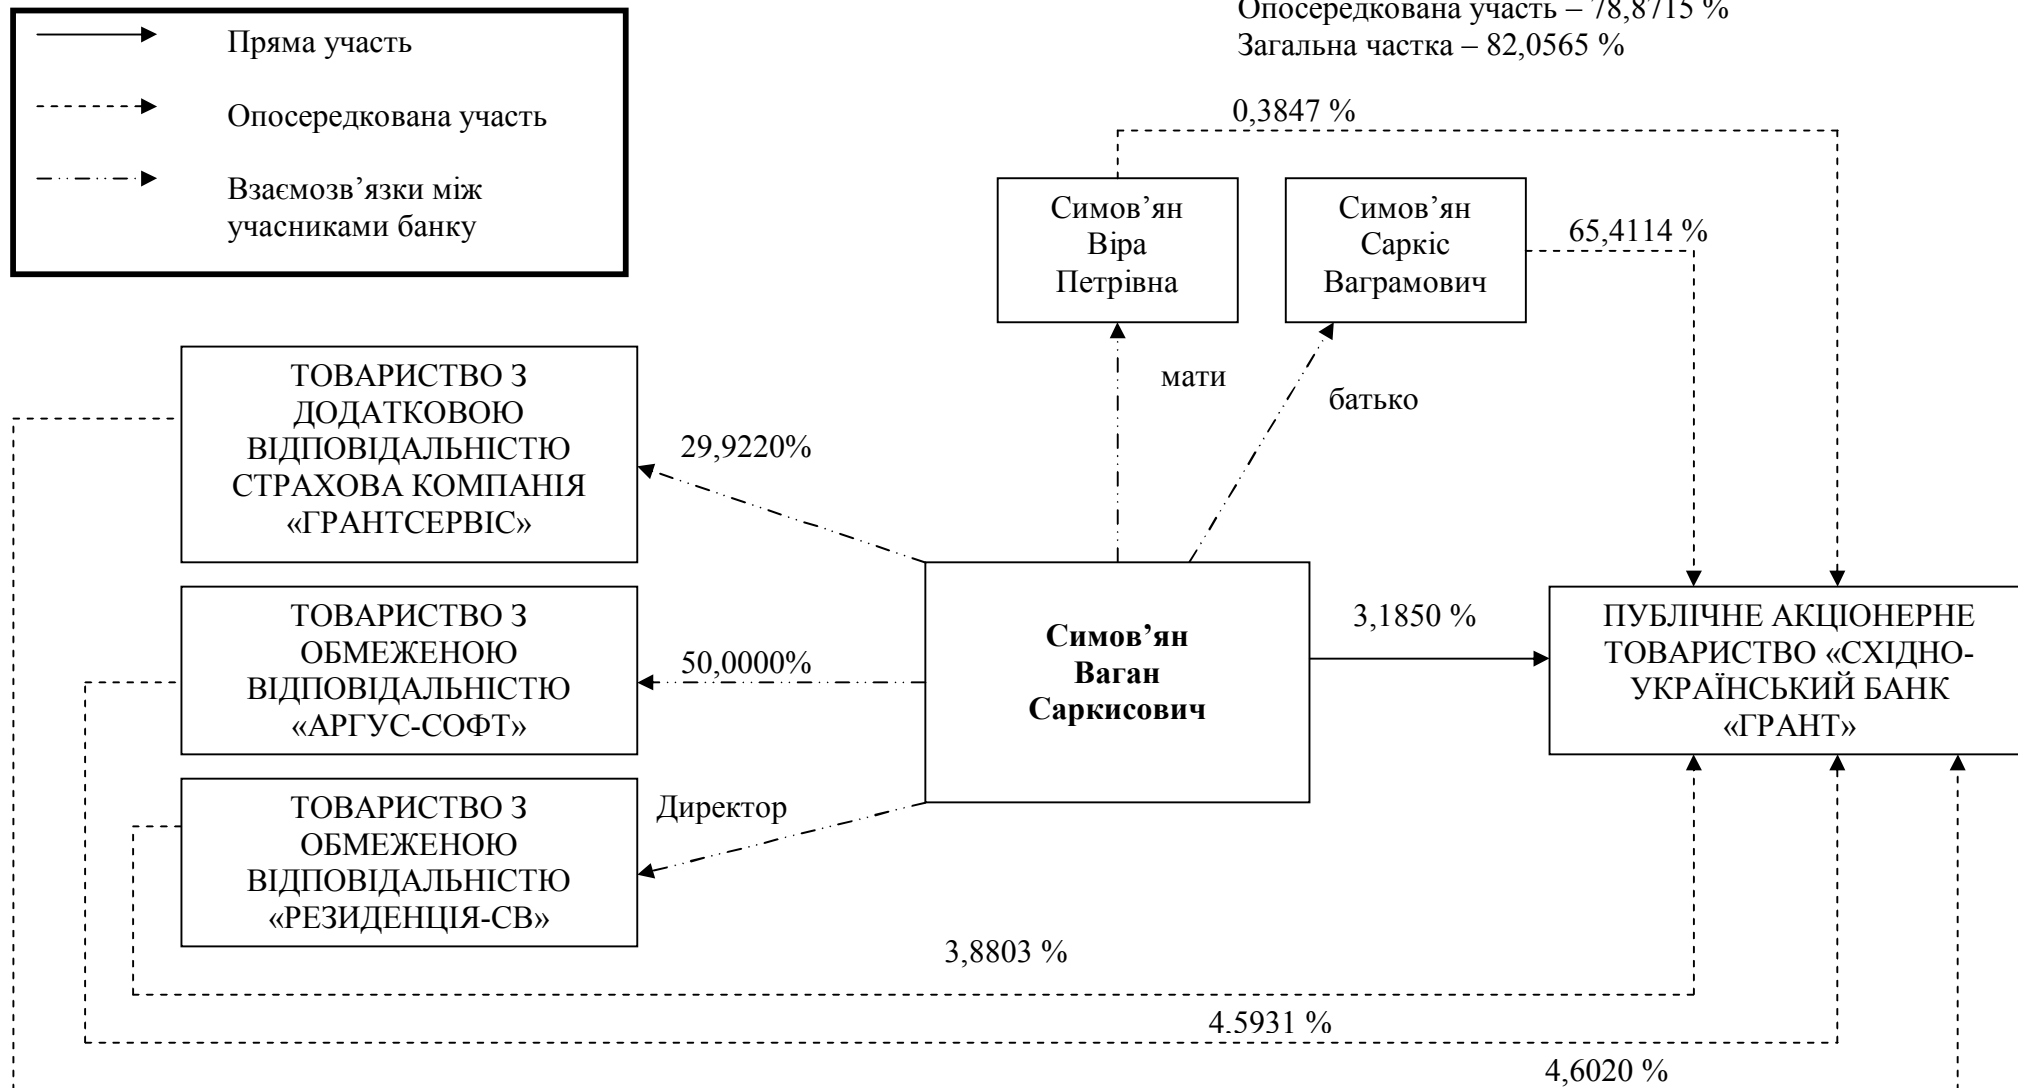 Опосередкована участь – 78,8715 %
Загальна частка – 82,0565 %
Пряма участь
Опосередкована участь
Взаємозв’язки між
учасниками банку
0,3847 %
Симов’ян
Віра
Петрівна
Симов’ян
Саркіс
Ваграмович
65,4114 %
мати
батько
ТОВАРИСТВО З
ДОДАТКОВОЮ
ВІДПОВІДАЛЬНІСТЮ
СТРАХОВА КОМПАНІЯ
«ГРАНТСЕРВІС»
29,9220%
ТОВАРИСТВО З
ОБМЕЖЕНОЮ
ВІДПОВІДАЛЬНІСТЮ
«АРГУС-СОФТ»
50,0000%
Симов’ян
Ваган
Саркисович
3,1850 %
ПУБЛІЧНЕ АКЦІОНЕРНЕ
ТОВАРИСТВО «СХІДНО-
УКРАЇНСЬКИЙ БАНК
«ГРАНТ»
ТОВАРИСТВО З
ОБМЕЖЕНОЮ
ВІДПОВІДАЛЬНІСТЮ
«РЕЗИДЕНЦІЯ-СВ»
Директор
3,8803 %
4,5931 %
4,6020 %